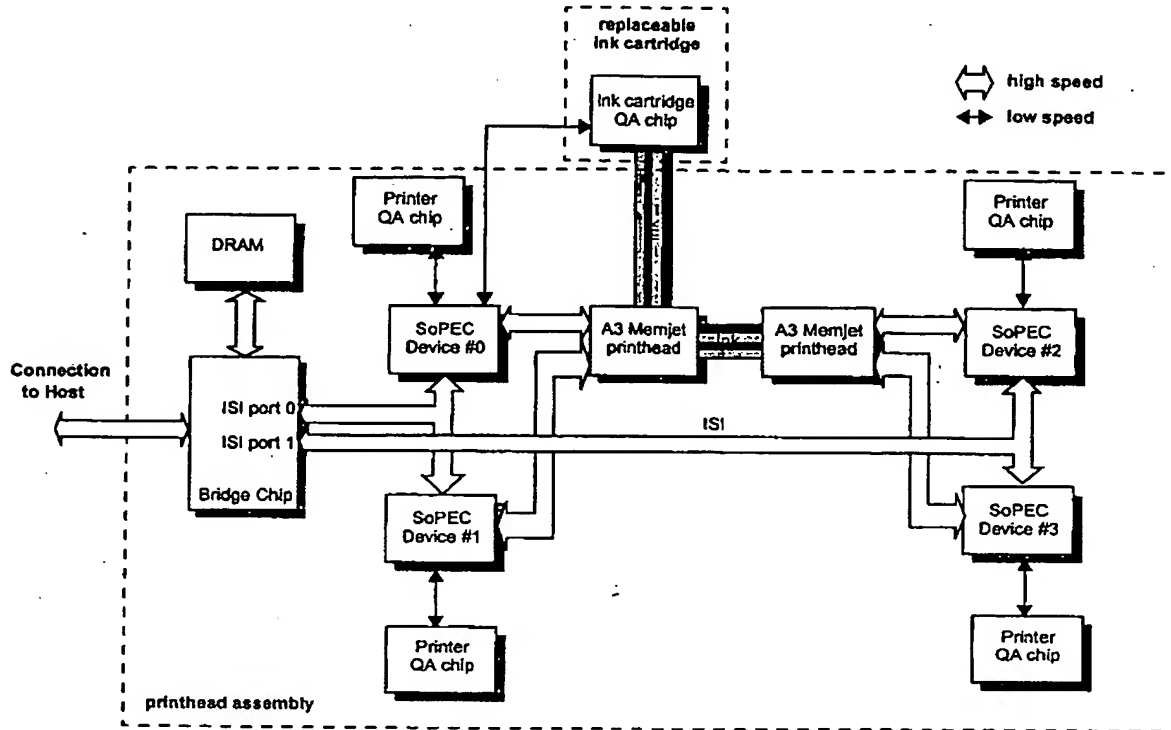 replaceable
ink cartridge
Ink cartridge
QA chip
high speed
low speed
Printer
QA chip
Printer
QA chip
DRAM
SoPEC
Device #0
A3 Memjet
printhead
Ink
A3 Memjet
printhead
SoPEC
Device #2
Connection
to Host
ISI port 0
ISI port 1
Bridge Chip
ISI
SoPEC
Device #1
SoPEC
Device #3
Printer
QA chip
Printer
QA chip
printhead assembly